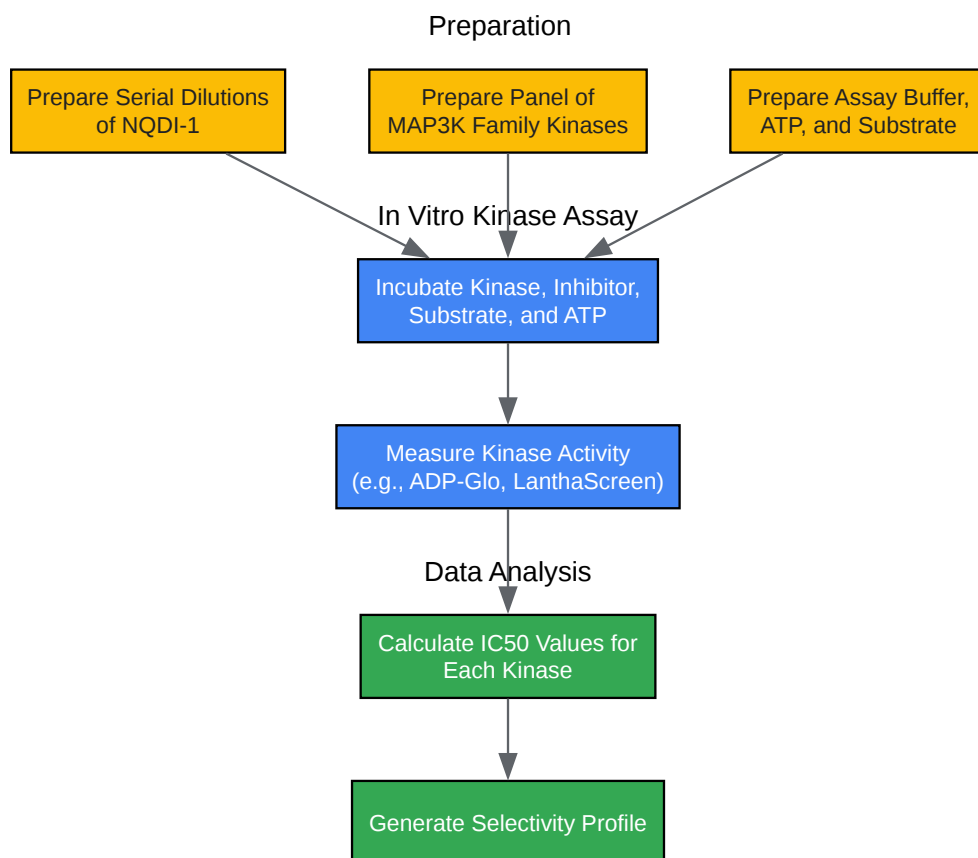 Preparation
Prepare Serial Dilutions
of NQDI-1
Prepare Panel of
MAP3K Family Kinases
Prepare Assay Buffer,
ATP, and Substrate
In Vitro Kinase Assay
Incubate Kinase, Inhibitor,
Substrate, and ATP
Measure Kinase Activity
(e.g., ADP-Glo, LanthaScreen)
Data Analysis
Calculate IC50 Values for
Each Kinase
Generate Selectivity Profile